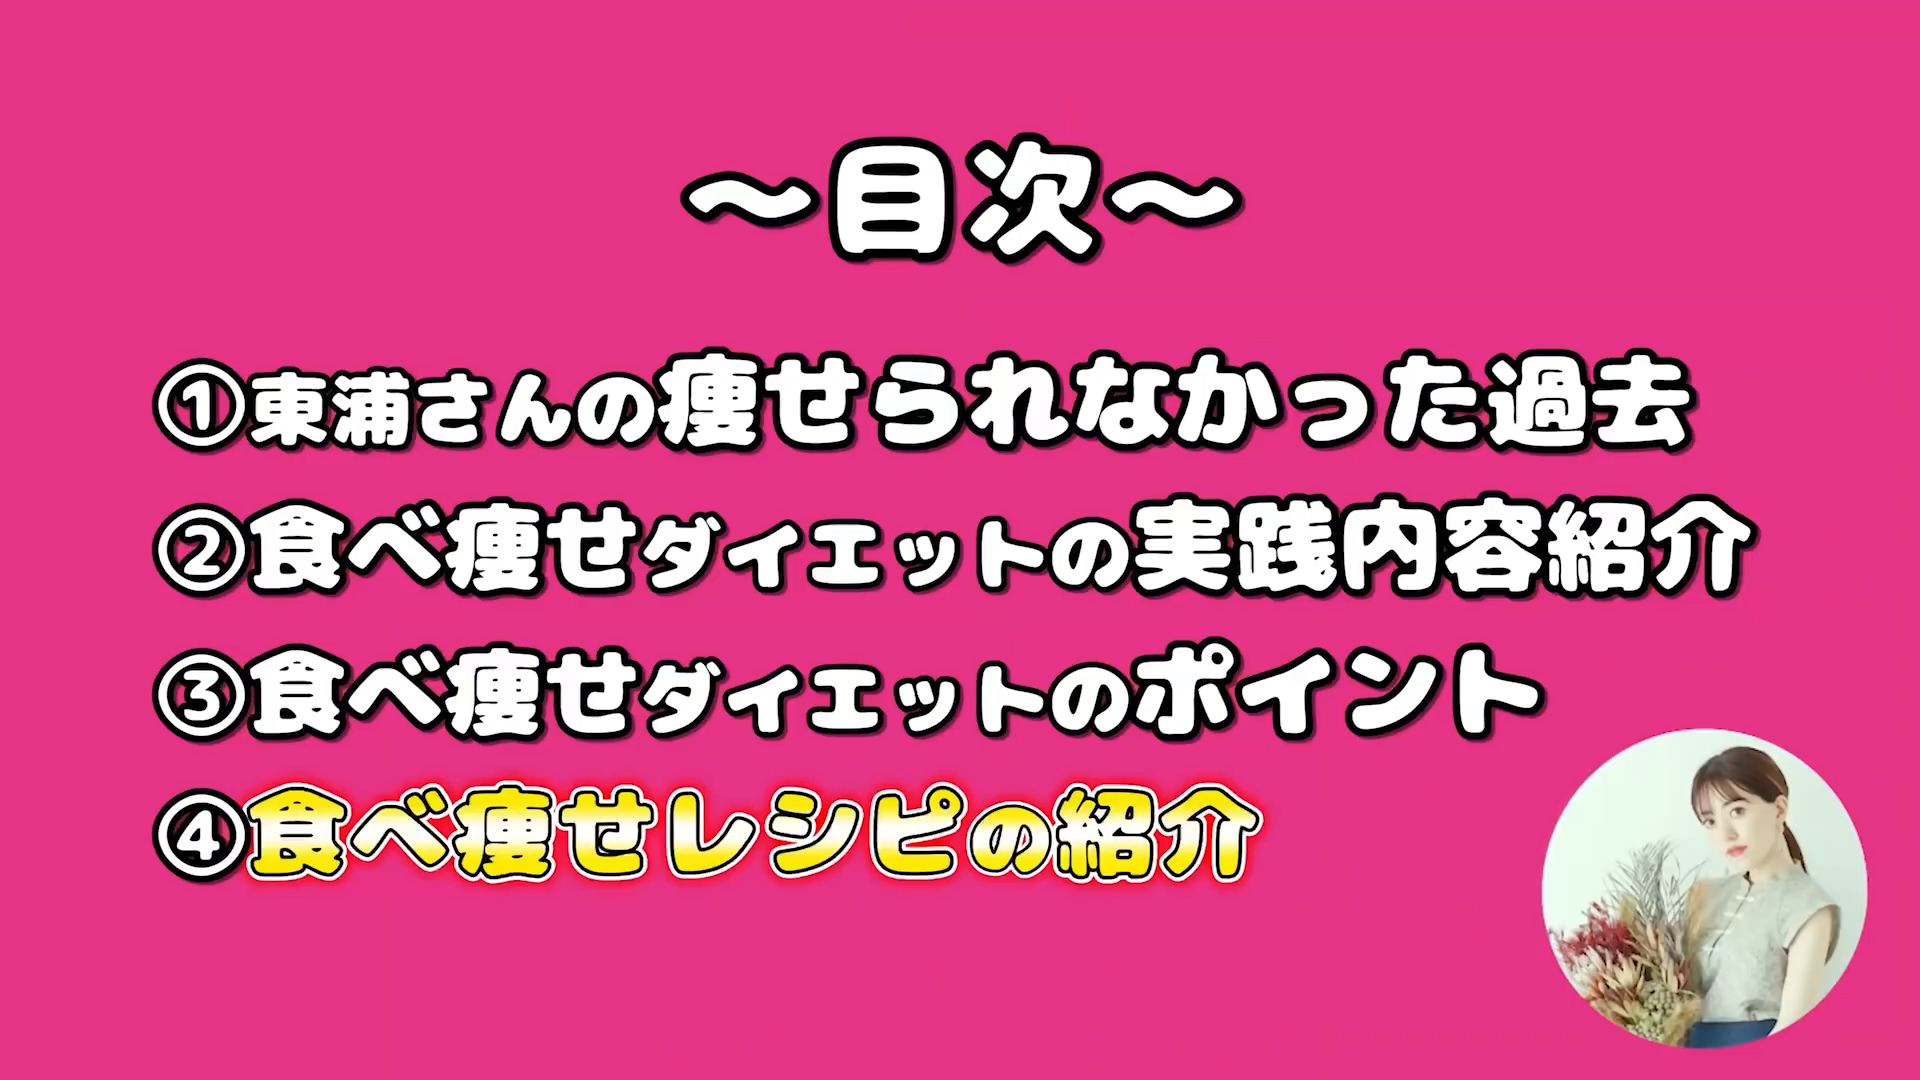 ～目次～
①東浦さんの痩せられなかった過去
②食べ痩せダイエットの実践内容紹介
③食べ痩せダイエットのポイント
④食べ痩せレシピの紹介